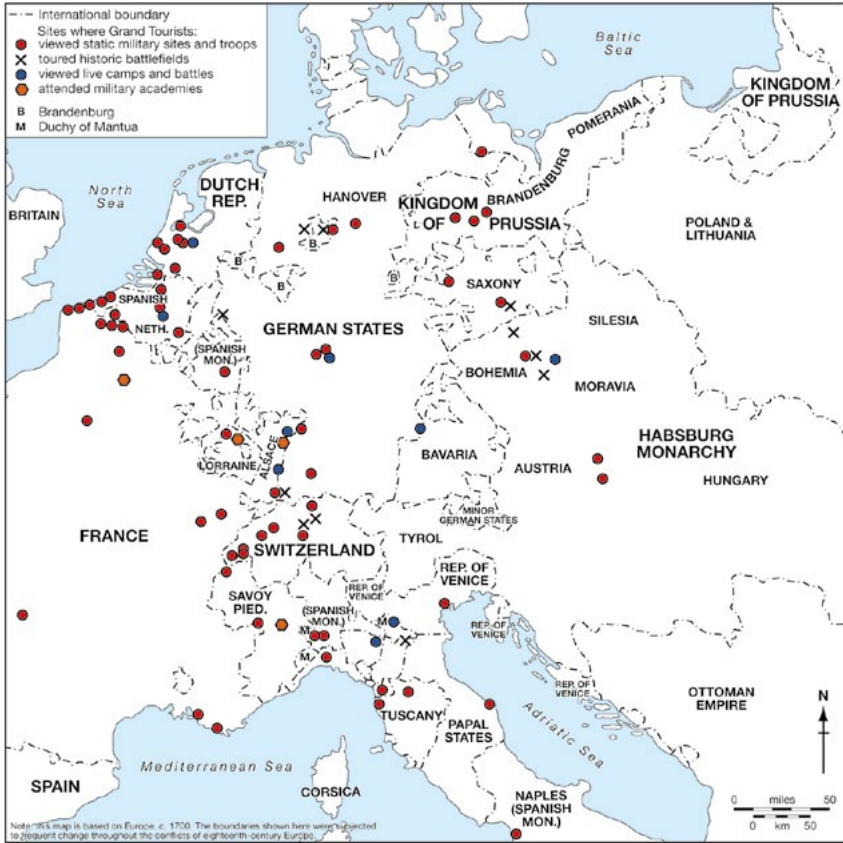 International boundary
Sites where Grand Tourists:
viewed static military sites and troops
toured historic battlefields
viewed live camps and battles
attended military academies
B Brandenburg
M Duchy of Mantua
Baltic
Sea
KINGDOM
OF PRUSSIA
POMERANIA
BRANDENBURG
North
Sea
DUTCH
REP.
HANOVER
KINGDOM
OF PRUSSIA
BRITAIN
POLAND &
LITHUANIA
B
B
B
B
SAXONY
SPANISH
NETH.
SILESIA
GERMAN STATES
(SPANISH
MON.)
BOHEMIA
MORAVIA
LORRAINE
ALSACE
BAVARIA
HABSBURG
MONARCHY
AUSTRIA
HUNGARY
MINOR
GERMAN STATES
FRANCE
SWITZERLAND
TYROL
REP. OF
VENICE
SAVOY
PIED.
REP. OF
VENICE
(SPANISH
MON.)
M
M
M
REP. OF
VENICE
REP. OF
VENICE
OTTOMAN
EMPIRE
TUSCANY
PAPAL
STATES
Adriatic Sea
N
SPAIN
Mediterranean Sea
CORSICA
NAPLES
(SPANISH
MON.)
0 miles 50
0 km 50
Note: this map is based on Europe, c. 1700. The boundaries shown here were subjected
to frequent change throughout the conflicts of eighteenth-century Europe.